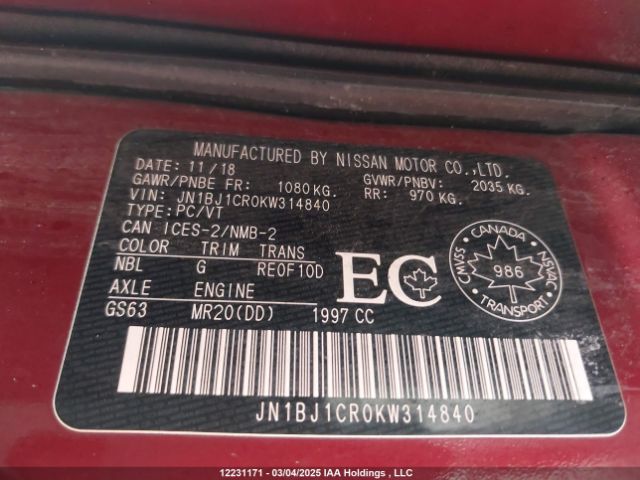 MANUFACTURED BY NISSAN MOTOR CO.,LTD.
DATE: 11/18
GAWR/PNBE FR: 1080 KG. GVWR/PNBV: 2035 KG.
VIN: JN1BJ1CR0KW314840 RR: 970 KG.
TYPE: PC/VT
CAN ICES-2/NMB-2
COLOR TRIM TRANS
NBL G RE0F10D
AXLE ENGINE
GS63 MR20(DD) 1997 CC
EC
CANADA
CMVSS 986 NSVAC
TRANSPORT
JN1BJ1CR0KW314840
12231171 - 03/04/2025 IAA Holdings , LLC